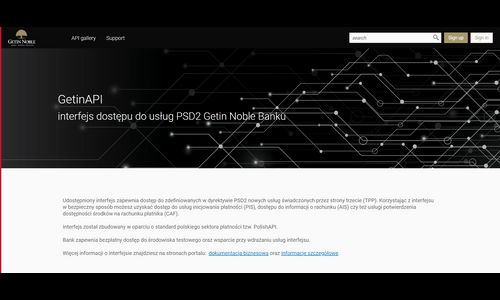 GETIN NOBLE
API gallery
Support
search
Sign up
Sign in
GetinAPI
interfejs dostępu do usług PSD2 Getin Noble Banku
Udostępniony interfejs zapewnia dostęp do zdefiniowanych w dyrektywie PSD2 nowych usług świadczonych przez strony trzecie (TPP). Korzystając z interfejsu
w bezpieczny sposób możesz uzyskać dostęp do usług inicjowania płatności (PIS), dostępu do informacji o rachunku (AIS) czy też usługi potwierdzenia
dostępności środków na rachunku płatnika (CAF).
Interfejs został zbudowany w oparciu o standard polskiego sektora płatności tzw. PolishAPI.
Bank zapewnia bezpłatny dostęp do środowiska testowego oraz wsparcie przy wdrażaniu usług interfejsu.
Więcej informacji o interfejsie znajdziesz na stronach portalu: dokumentacja biznesowa oraz informacje szczegółowe.